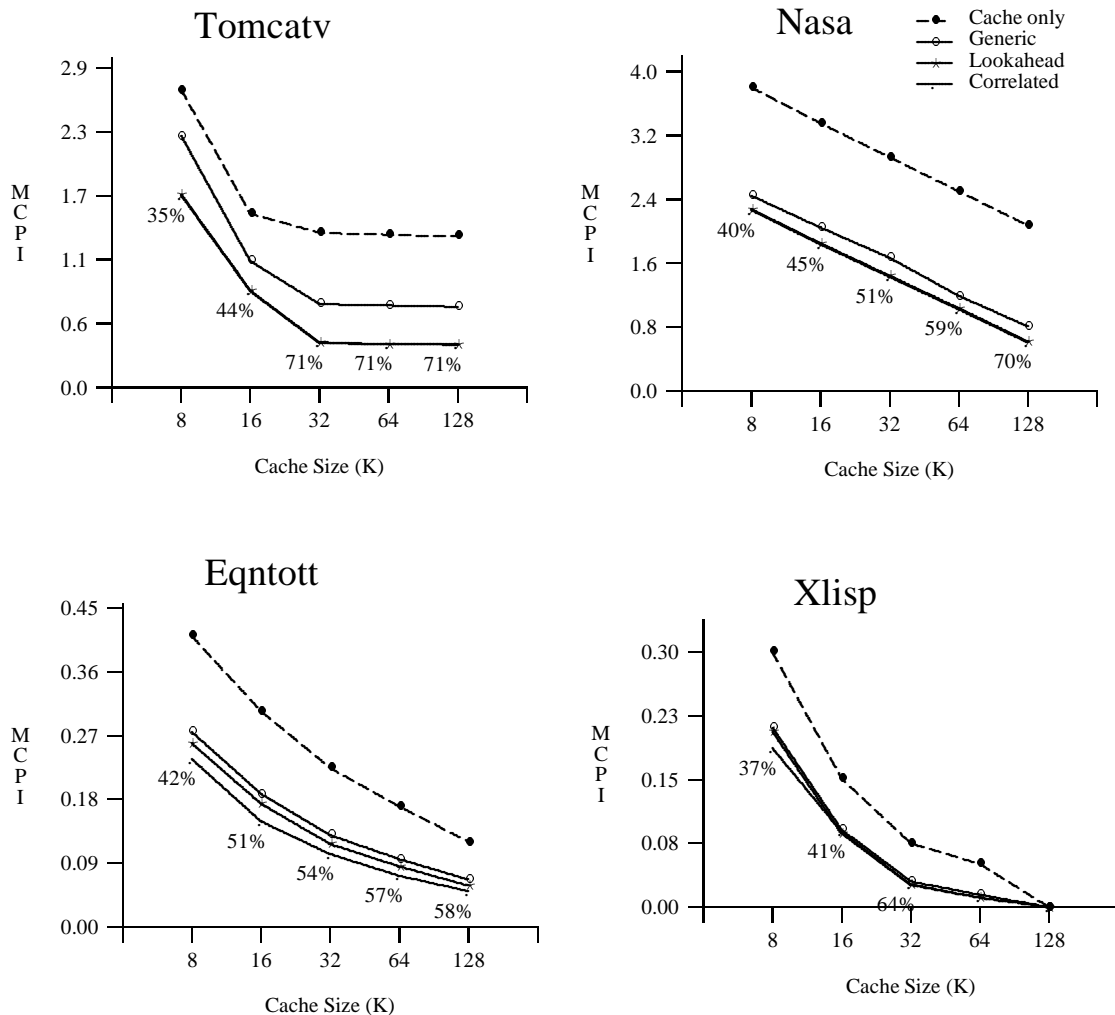 Tomcatv
2.9
2.3
1.7
1.1
0.6
0.0
M
C
P
I
35%
44%
71%
71%
71%
8
16
32
64
128
Cache Size (K)
Nasa
Cache only
Generic
Lookahead
Correlated
4.0
3.2
2.4
1.6
0.8
0.0
M
C
P
I
40%
45%
51%
59%
70%
8
16
32
64
128
Cache Size (K)
Eqntott
0.45
0.36
0.27
0.18
0.09
0.00
M
C
P
I
42%
51%
54%
57%
58%
8
16
32
64
128
Cache Size (K)
Xlisp
0.30
0.23
0.15
0.08
0.00
M
C
P
I
37%
41%
64%
8
16
32
64
128
Cache Size (K)